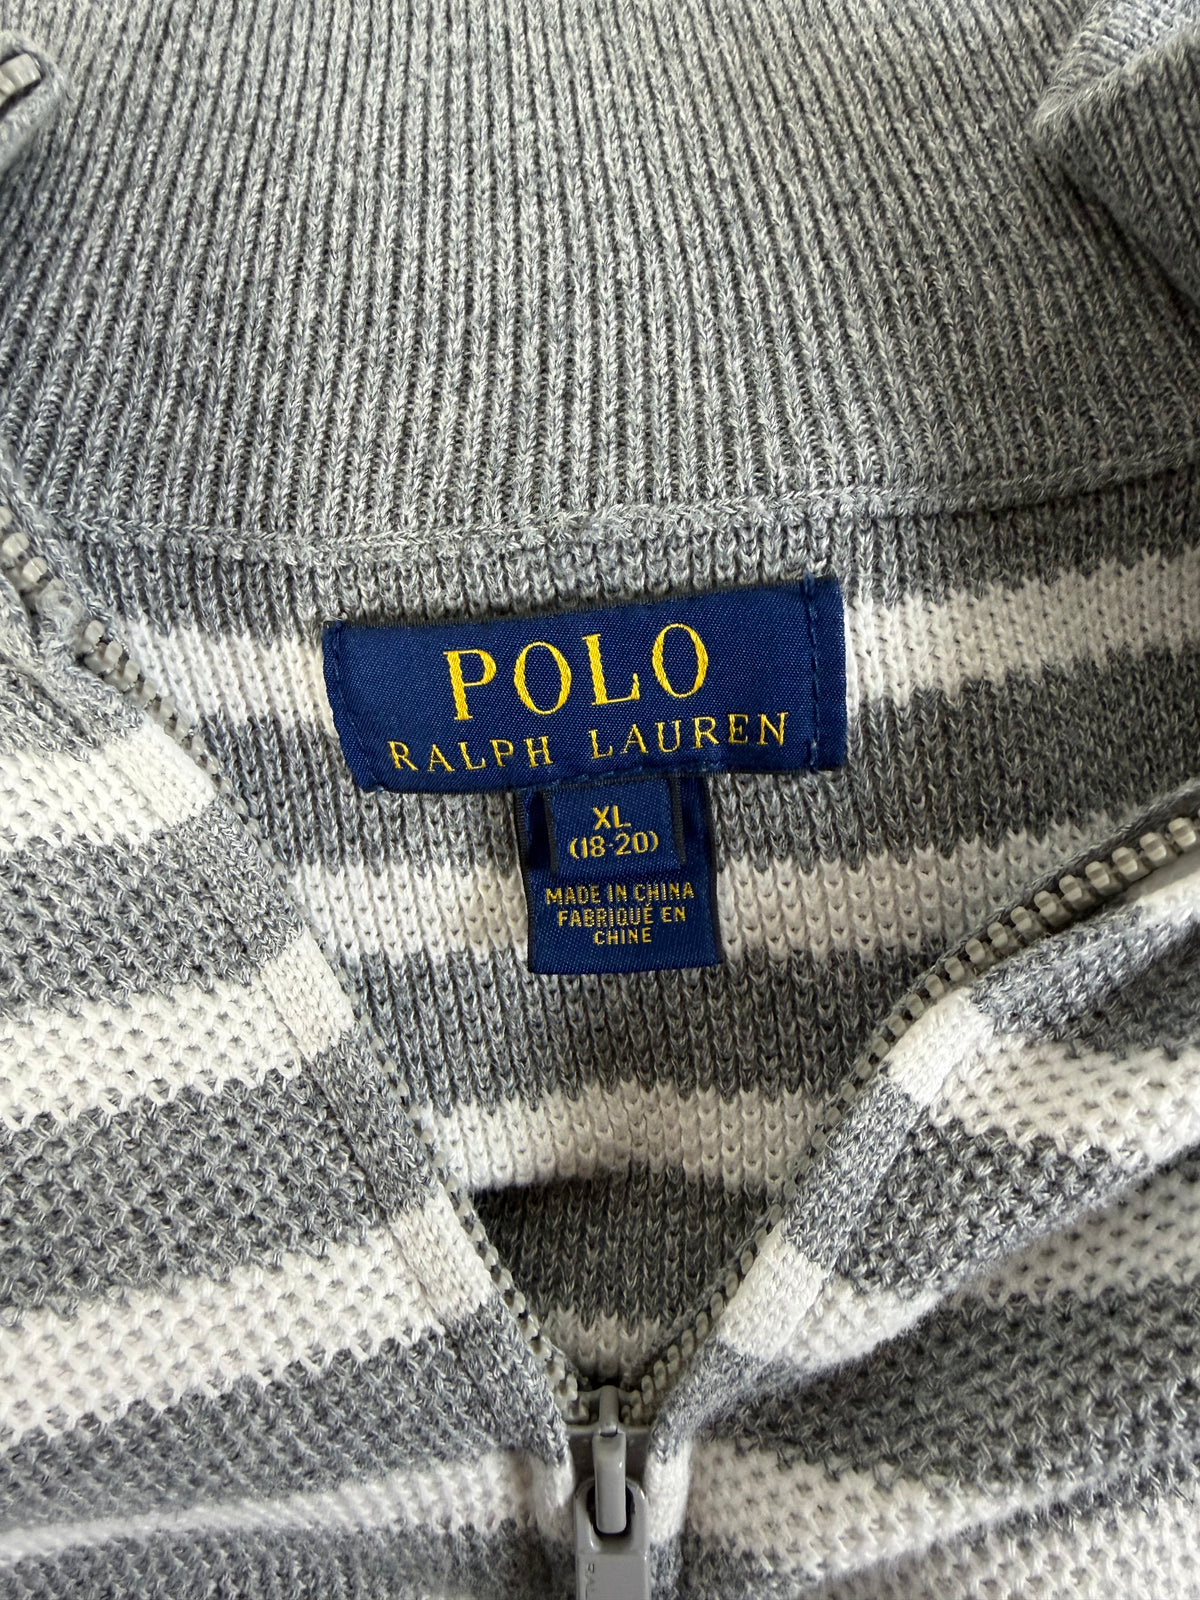 POLO
RALPH LAUREN
XL
(18-20)
MADE IN CHINA
FABRIQUÉ EN
CHINE